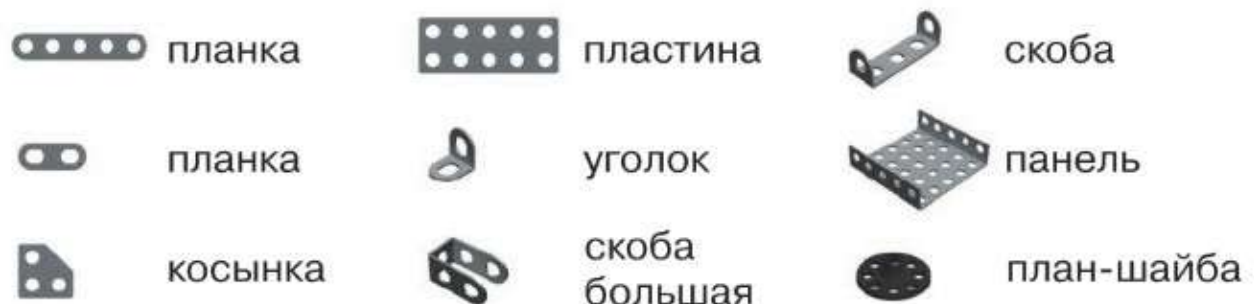 планка
пластина
скоба
планка
уголок
панель
косынка
скоба
большая
план-шайба